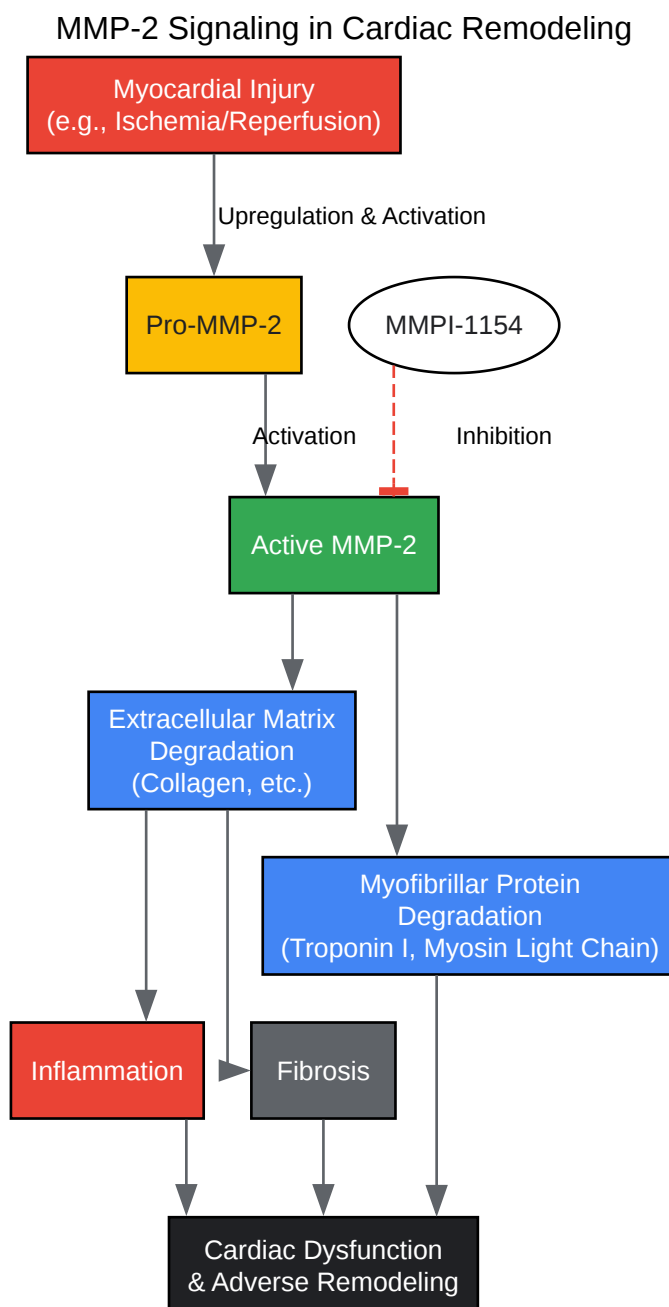 MMP-2 Signaling in Cardiac Remodeling
Myocardial Injury
(e.g., Ischemia/Reperfusion)
Upregulation & Activation
Pro-MMP-2
MMPI-1154
Activation
Inhibition
Active MMP-2
Extracellular Matrix
Degradation
(Collagen, etc.)
Myofibrillar Protein
Degradation
(Troponin I, Myosin Light Chain)
Inflammation
Fibrosis
Cardiac Dysfunction
& Adverse Remodeling